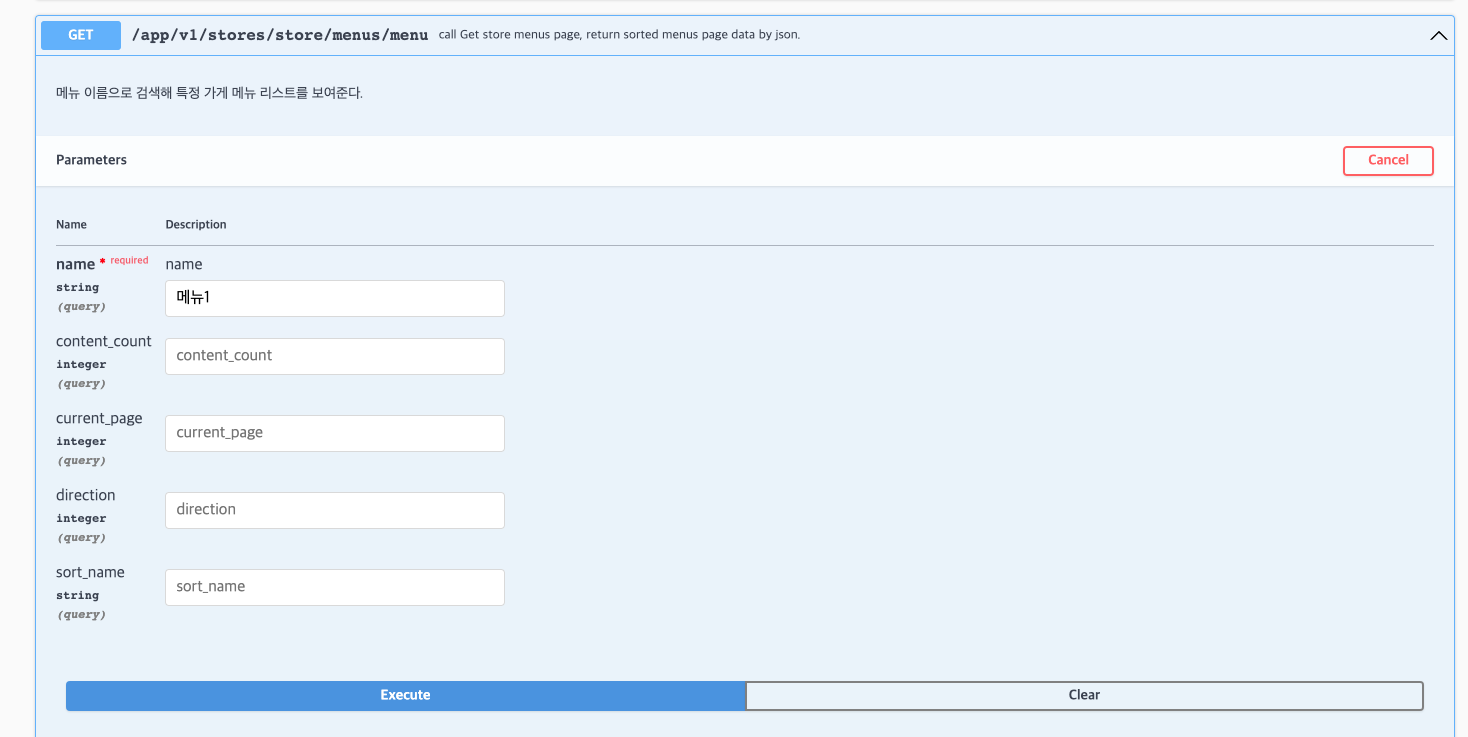 GET /app/v1/stores/store/menus/menu call Get store menus page, return sorted menus page data by json.
메뉴 이름으로 검색해 특정 가게 메뉴 리스트를 보여준다.
Parameters Cancel
Name Description
name * required name
string
(query)
메뉴1
content_count
integer
(query)
content_count
current_page
integer
(query)
current_page
direction
integer
(query)
direction
sort_name
string
(query)
sort_name
Execute Clear